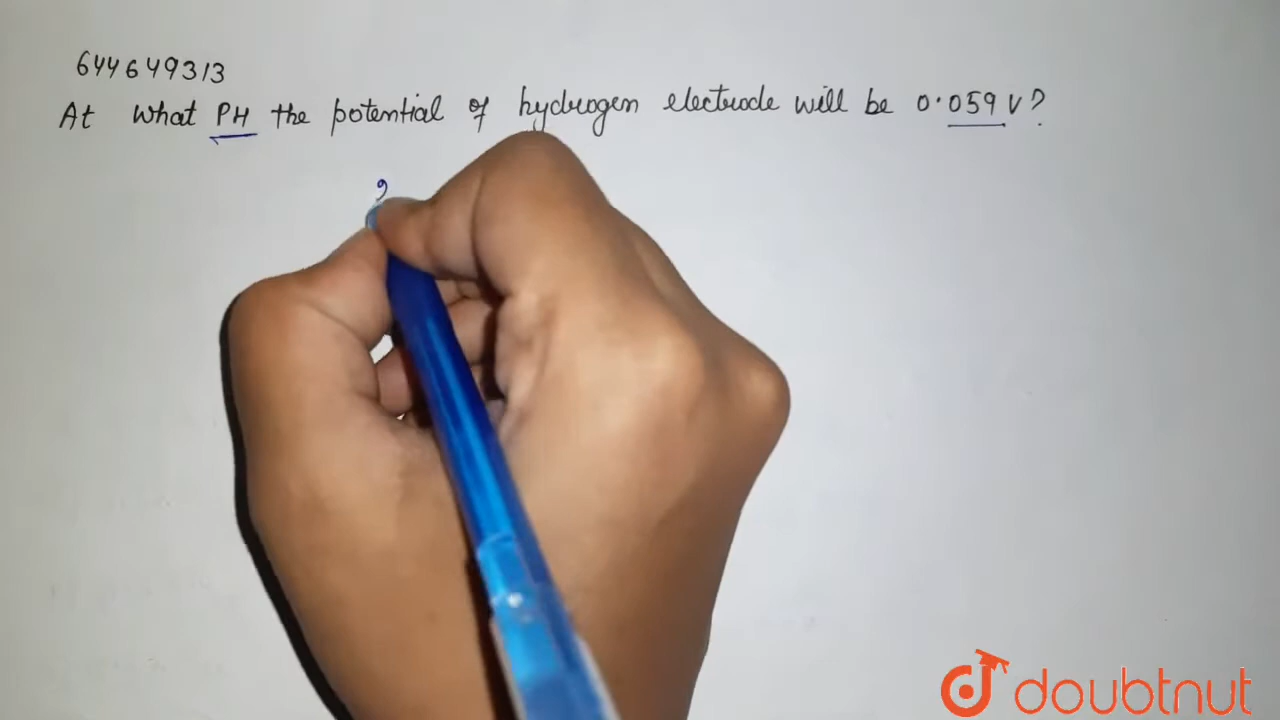 644649313
At what PH the potential of hydrogen electrode will be 0.059 V?
doubtnut